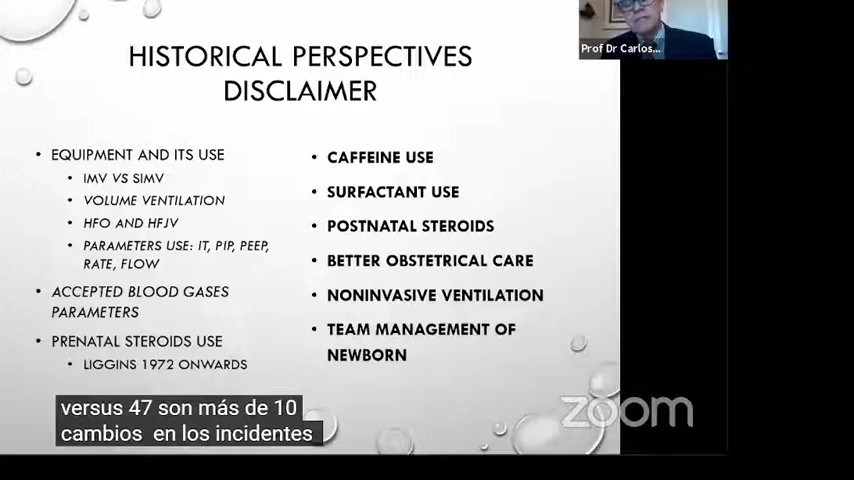 Prof Dr Carlos...
HISTORICAL PERSPECTIVES
DISCLAIMER
• EQUIPMENT AND ITS USE
• IMV VS SIMV
• VOLUME VENTILATION
• HFO AND HFJV
• PARAMETERS USE: IT, PIP, PEEP,
RATE, FLOW
• ACCEPTED BLOOD GASES
PARAMETERS
• PRENATAL STEROIDS USE
• LIGGINS 1972 ONWARDS
• CAFFEINE USE
• SURFACTANT USE
• POSTNATAL STEROIDS
• BETTER OBSTETRICAL CARE
• NONINVASIVE VENTILATION
• TEAM MANAGEMENT OF
NEWBORN
versus 47 son más de 10
cambios en los incidentes
zoom